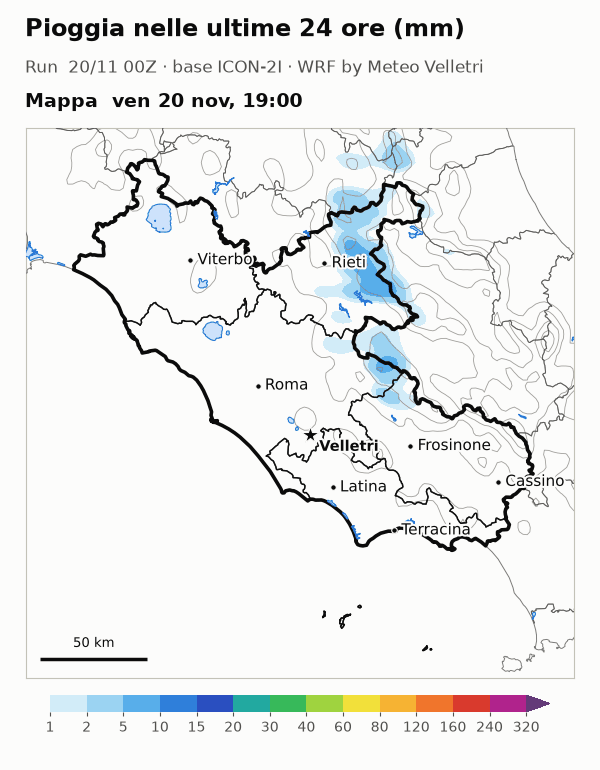 Pioggia nelle ultime 24 ore (mm)
Run 20/11 00Z · base ICON-2I · WRF by Meteo Velletri
Mappa ven 20 nov, 19:00
Viterbo
Rieti
Roma
Velletri
Frosinone
Latina
Cassino
Terracina
50 km
1 2 5 10 15 20 30 40 60 80 120 160 240 320